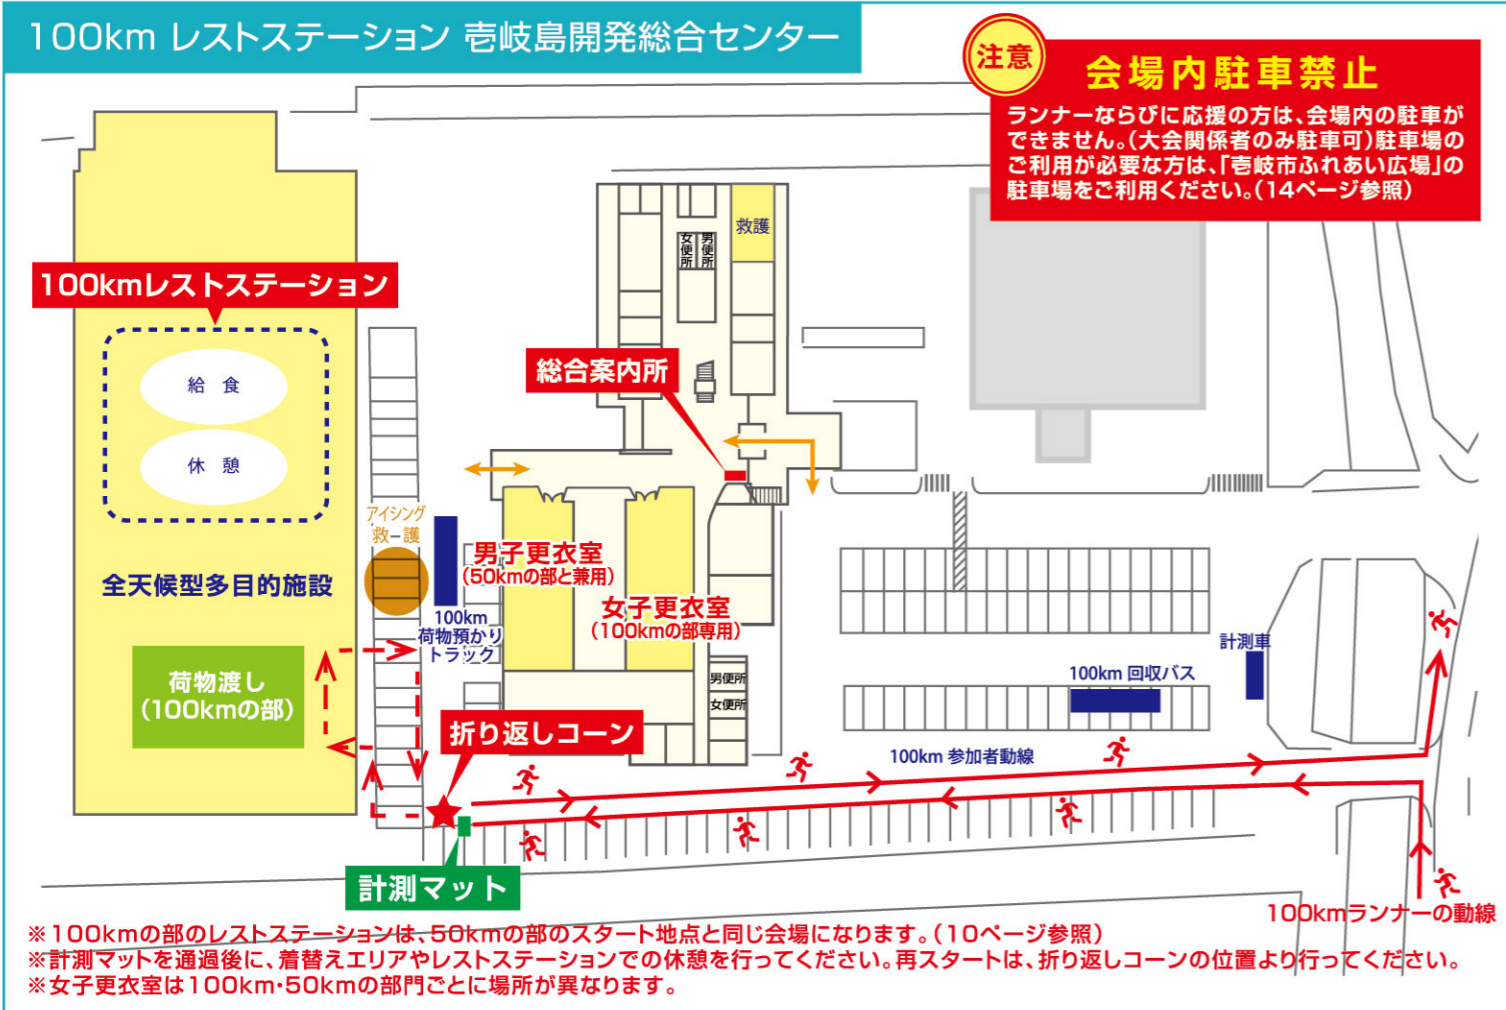 100km レストステーション 壱岐島開発総合センター
注意
会場内駐車禁止
ランナーならびに応援の方は、会場内の駐車が
できません。(大会関係者のみ駐車可)駐車場の
ご利用が必要な方は、「壱岐市ふれあい広場」の
駐車場をご利用ください。(14ページ参照)
救護
女便所
男便所
100kmレストステーション
給 食
休 憩
総合案内所
アイシング
救護
全天候型多目的施設
男子更衣室
(50kmの部と兼用)
女子更衣室
(100kmの部専用)
100km
荷物預かり
トラック
荷物渡し
(100kmの部)
男便所
女便所
計測車
100km 回収バス
折り返しコーン
100km 参加者動線
計測マット
100kmランナーの動線
※100kmの部のレストステーションは、50kmの部のスタート地点と同じ会場になります。(10ページ参照)
※計測マットを通過後に、着替えエリアやレストステーションでの休憩を行ってください。再スタートは、折り返しコーンの位置より行ってください。
※女子更衣室は100km・50kmの部門ごとに場所が異なります。